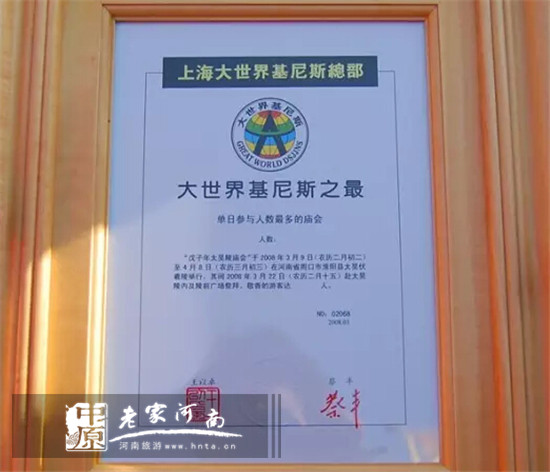 上海大世界基尼斯總部
大世界基尼斯
GREAT WORLD DSJJNS
大世界基尼斯之最
单日参与人数最多的庙会
人数:
“戊子年太昊陵庙会”于2008年3月9日(农历二月初二)
至4月8日(农历三月初三)在河南省周口市淮阳县太昊伏
羲陵举行，其间2008年3月22日(农历二月十五)赴太昊
陵内及陵前广场祭拜、敬香的游客达 人。
NO: 02068
2008.05
蔡 丰
中原
老家河南
河南旅游 www.hnta.cn